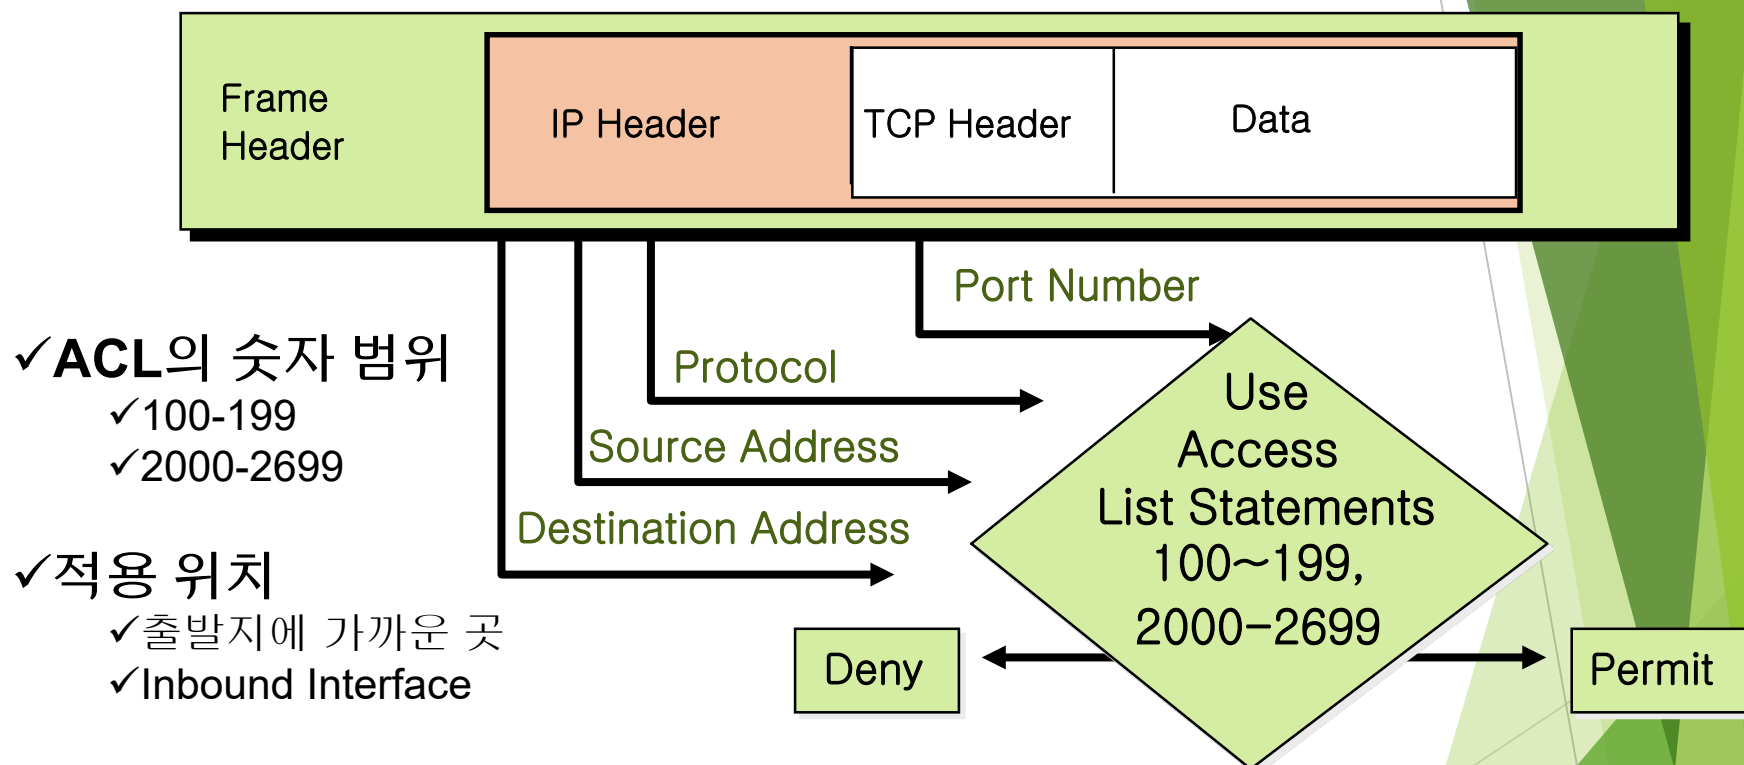 Frame
Header
IP Header
TCP Header
Data
Port Number
Protocol
Source Address
Destination Address
✓ACL의 숫자 범위
✓100-199
✓2000-2699
✓적용 위치
✓출발지에 가까운 곳
✓Inbound Interface
Use
Access
List Statements
100~199,
2000-2699
Deny
Permit